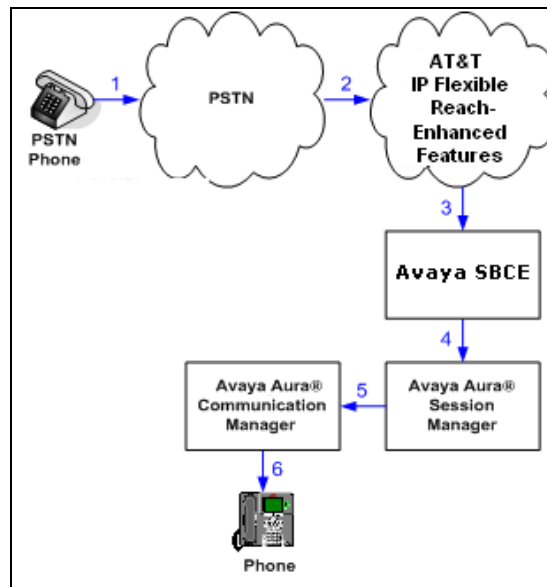 1
PSTN
Phone
PSTN
2
AT&T
IP Flexible
Reach-
Enhanced
Features
3
Avaya SBCE
4
Avaya Aura®
Session
Manager
5
Avaya Aura®
Communication
Manager
6
Phone